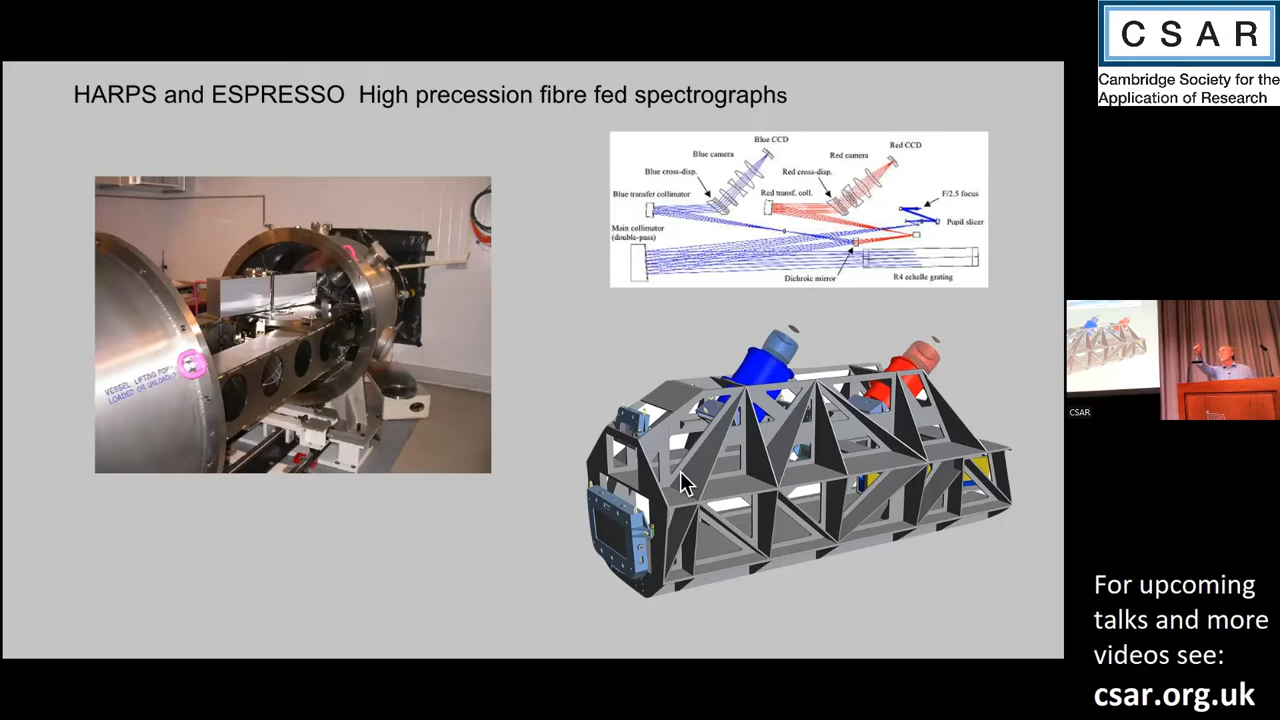 HARPS and ESPRESSO High precession fibre fed spectrographs
CSAR
Cambridge Society for the
Application of Research
Blue CCD
Blue camera
Red CCD
Red camera
Blue cross-disp.
Red cross-disp.
Blue transfer collimator
Red transf. coll.
F/2.5 focus
Pupil slicer
Main collimator
(double-pass)
Dichroic mirror
R4 echelle grating
VESSEL LIFTING
LOADED OR
CSAR
For upcoming
talks and more
videos see:
csar.org.uk